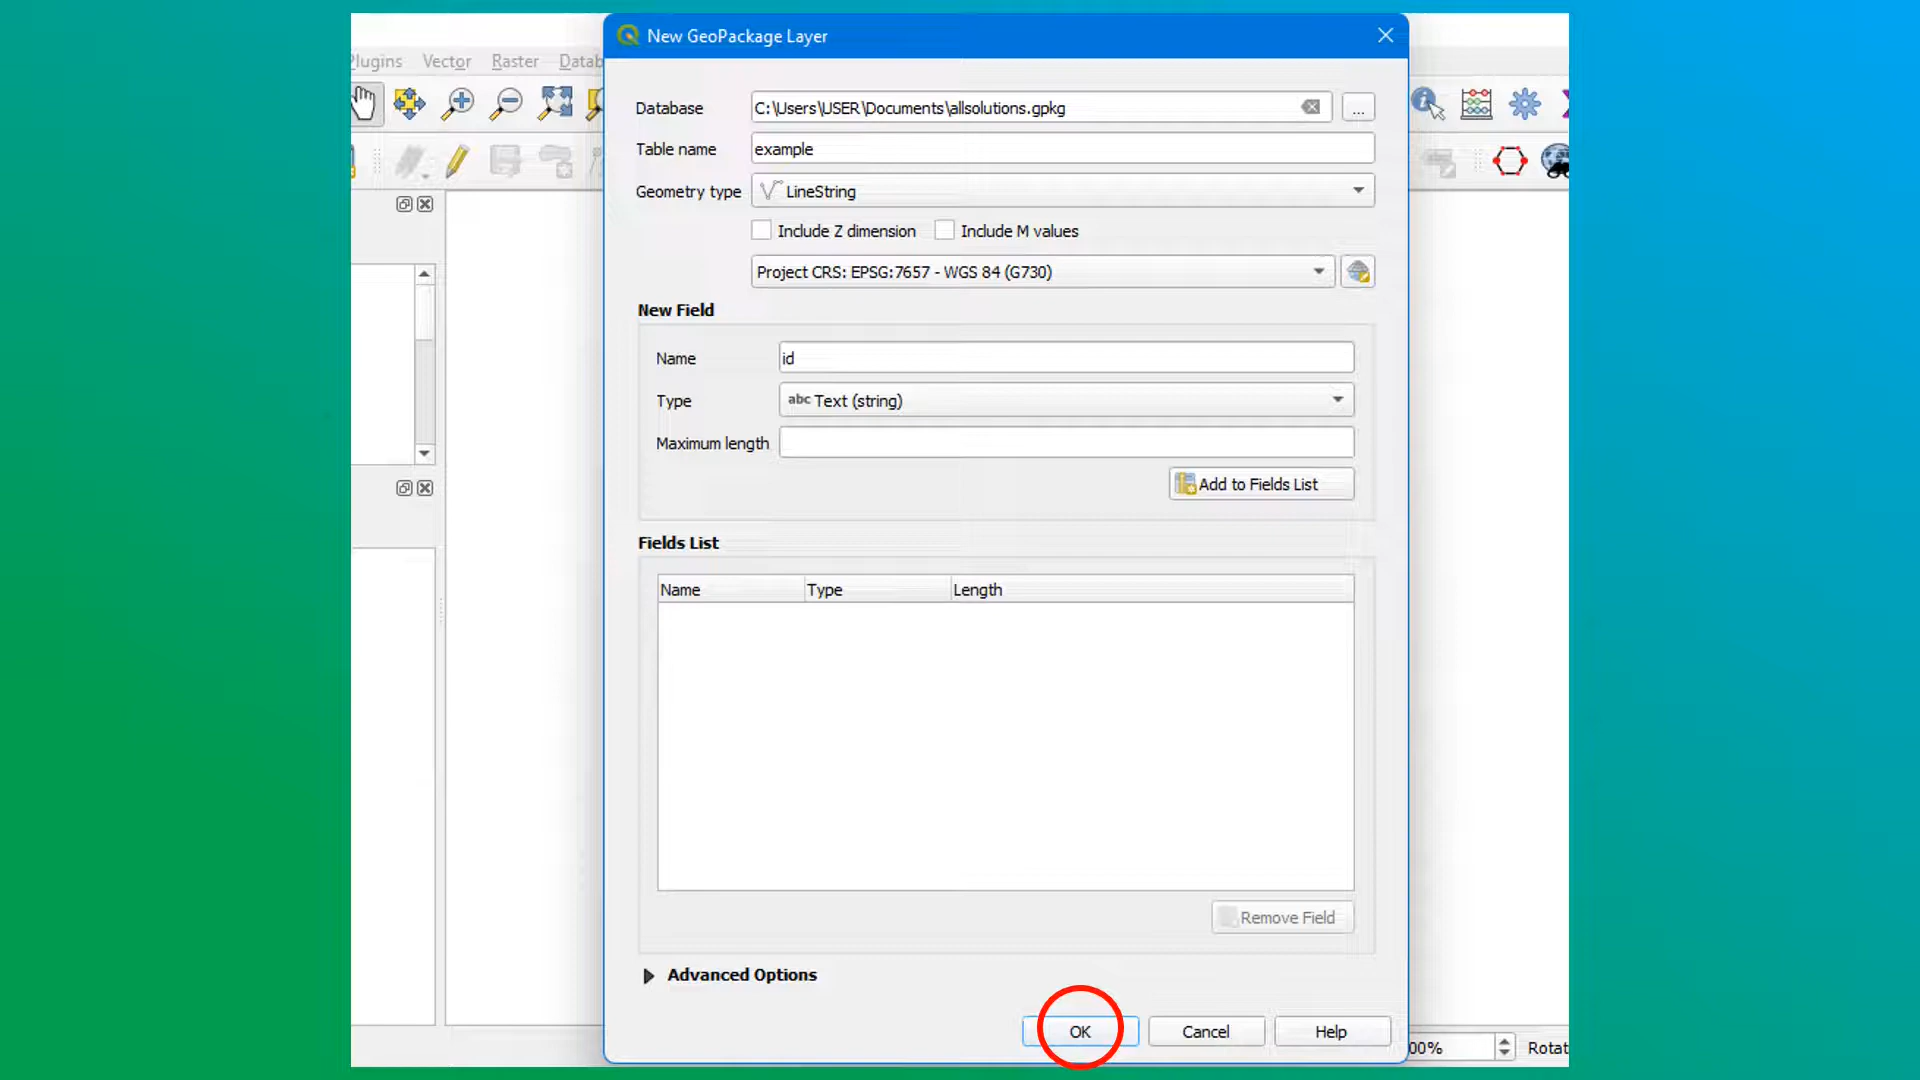 New GeoPackage Layer
Plugins Vector Raster Datab
Database C:\Users\USER\Documents\allsolutions.gpkg ...
Table name example
Geometry type LineString
Include Z dimension Include M values
Project CRS: EPSG:7657 - WGS 84 (G730)
New Field
Name id
Type abc Text (string)
Maximum length
Add to Fields List
Fields List
Name Type Length
Remove Field
Advanced Options
OK Cancel Help
00% Rotat